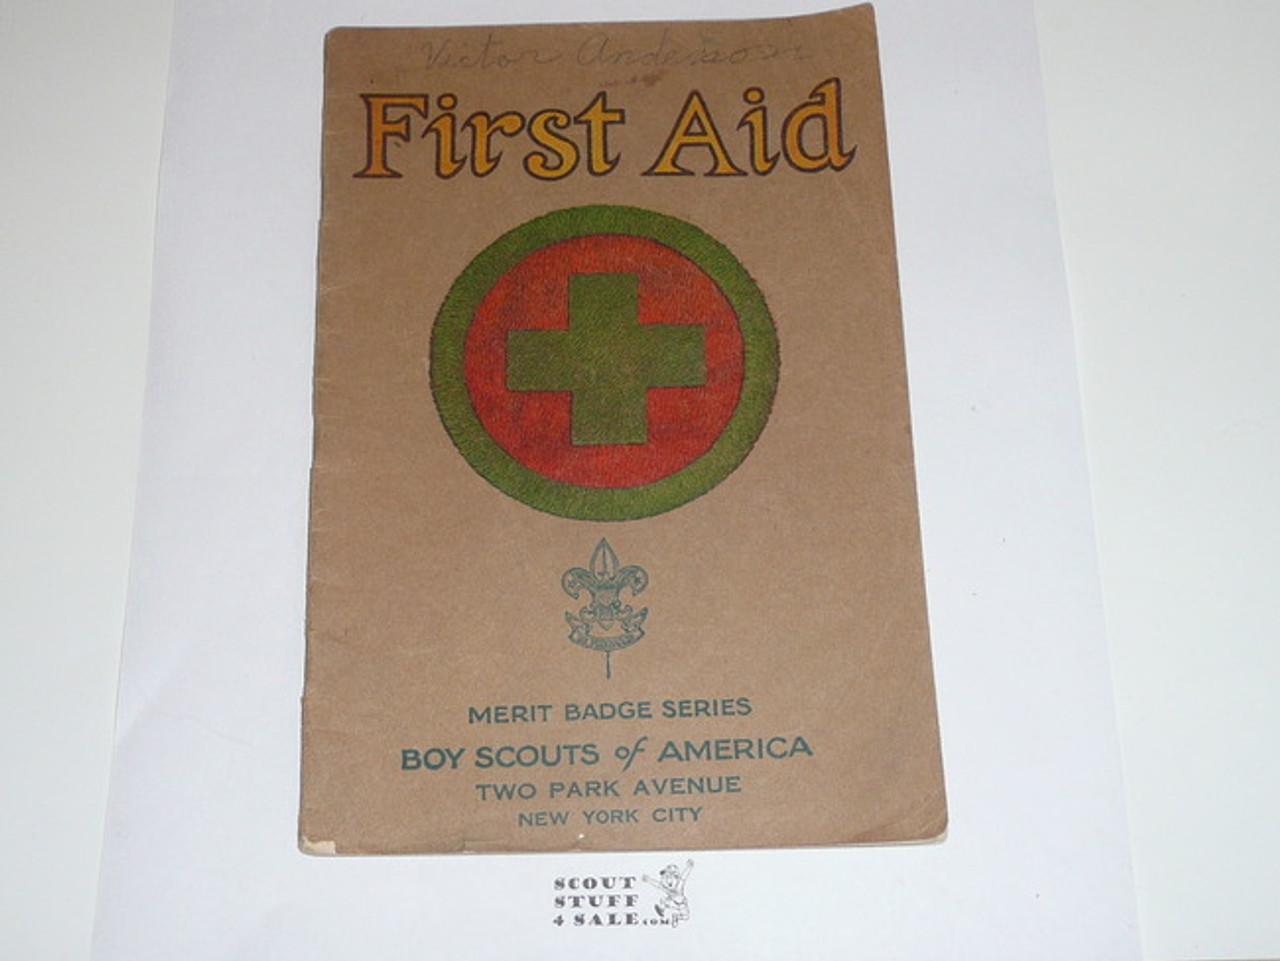 Victor Anderson
First Aid
MERIT BADGE SERIES
BOY SCOUTS of AMERICA
TWO PARK AVENUE
NEW YORK CITY
SCOUT
STUFF
4 SALE.COM